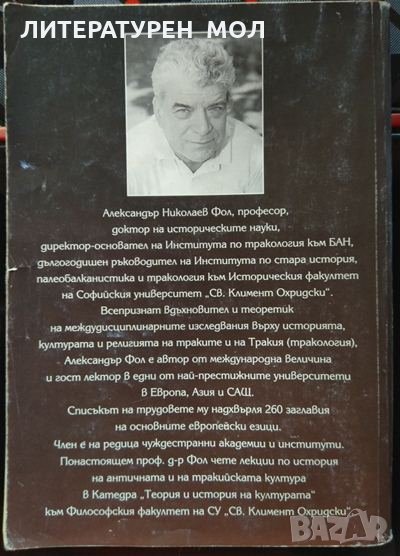 ЛИТЕРАТУРЕН МОЛ
Александър Николаев Фол, професор,
доктор на историческите науки,
директор-основател на Института по тракология към БАН,
дългогодишен ръководител на Института по стара история,
палеобалканистика и тракология към Историческия факултет
на Софийския университет „Св. Климент Охридски“.
Всепризнат вдъхновител и теоретик
на междудисциплинарните изследвания върху историята,
културата и религията на траките и на Тракия (тракология),
Александър Фол е автор от международна величина
и гост лектор в едни от най-престижните университети
в Европа, Азия и САЩ.
Списъкът на трудовете му надхвърля 260 заглавия
на основните европейски езици.
Член е на редица чуждестранни академии и институти.
Понастоящем проф. д-р Фол чете лекции по история
на античната и на тракийската култура
в Катедра „Теория и история на културата“
към Философския факултет на СУ „Св. Климент Охридски“.
BAZAR